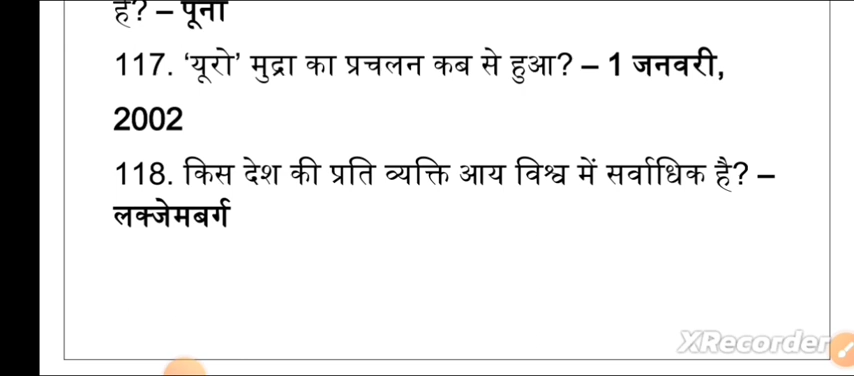 है? – पूना
117. ‘यूरो’ मुद्रा का प्रचलन कब से हुआ? – 1 जनवरी,
2002
118. किस देश की प्रति व्यक्ति आय विश्व में सर्वाधिक है? –
लक्जेमबर्ग
XRecorder